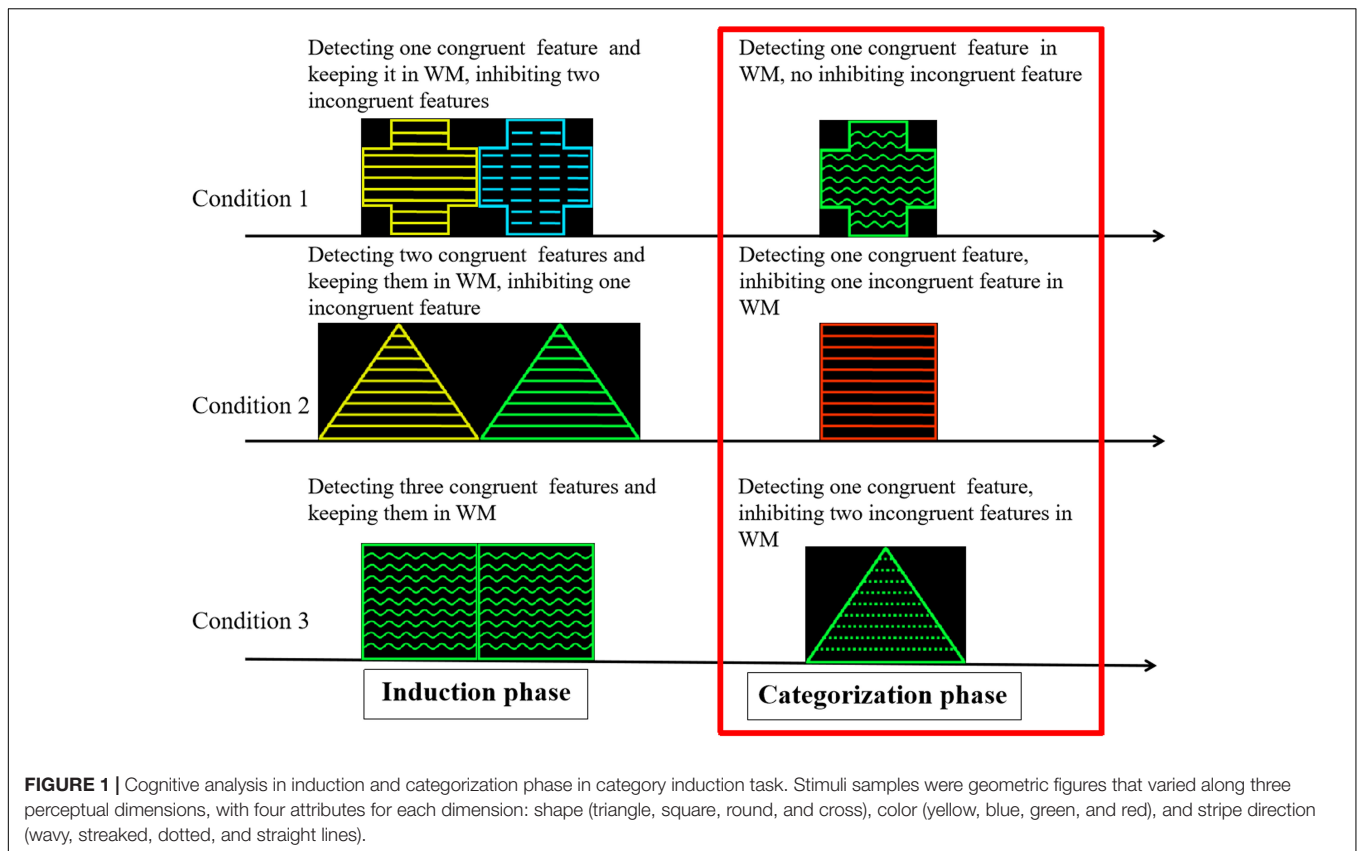 Detecting one congruent feature and
keeping it in WM, inhibiting two
incongruent features
Detecting one congruent feature in
WM, no inhibiting incongruent feature
Condition 1
Detecting two congruent features and
keeping them in WM, inhibiting one
incongruent feature
Detecting one congruent feature,
inhibiting one incongruent feature in
WM
Condition 2
Detecting three congruent features and
keeping them in WM
Detecting one congruent feature,
inhibiting two incongruent features in
WM
Condition 3
Induction phase
Categorization phase
FIGURE 1 | Cognitive analysis in induction and categorization phase in category induction task. Stimuli samples were geometric figures that varied along three
perceptual dimensions, with four attributes for each dimension: shape (triangle, square, round, and cross), color (yellow, blue, green, and red), and stripe direction
(wavy, streaked, dotted, and straight lines).